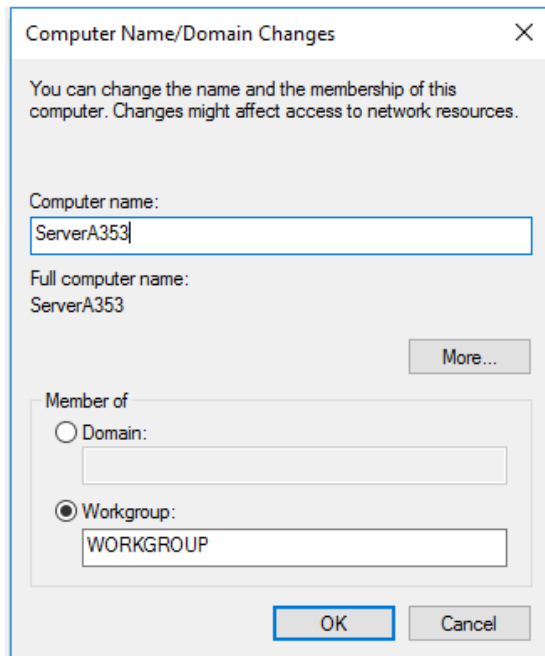 Computer Name/Domain Changes
You can change the name and the membership of this
computer. Changes might affect access to network resources.
Computer name:
ServerA353
Full computer name:
ServerA353
More...
Member of
Domain:
Workgroup:
WORKGROUP
OK
Cancel